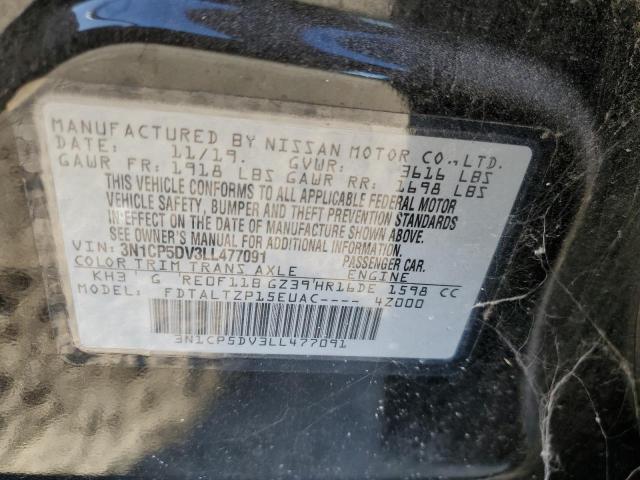 MANUFACTURED BY NISSAN MOTOR CO.,LTD.
DATE: 11/19. GVWR: 3616 LBS
GAWR FR: 1918 LBS GAWR RR: 1698 LBS
THIS VEHICLE CONFORMS TO ALL APPLICABLE FEDERAL MOTOR
VEHICLE SAFETY, BUMPER AND THEFT PREVENTION STANDARDS
IN EFFECT ON THE DATE OF MANUFACTURE SHOWN ABOVE.
SEE OWNER'S MANUAL FOR ADDITIONAL INFORMATION.
VIN: 3N1CP5DV3LL477091 PASSENGER CAR.
COLOR TRIM TRANS AXLE ENGINE
KH3 G RE0F11B GZ39 HR16DE 1598 CC
MODEL: FDTALTZP15EUAC---- 4Z000
3N1CP5DV3LL477091